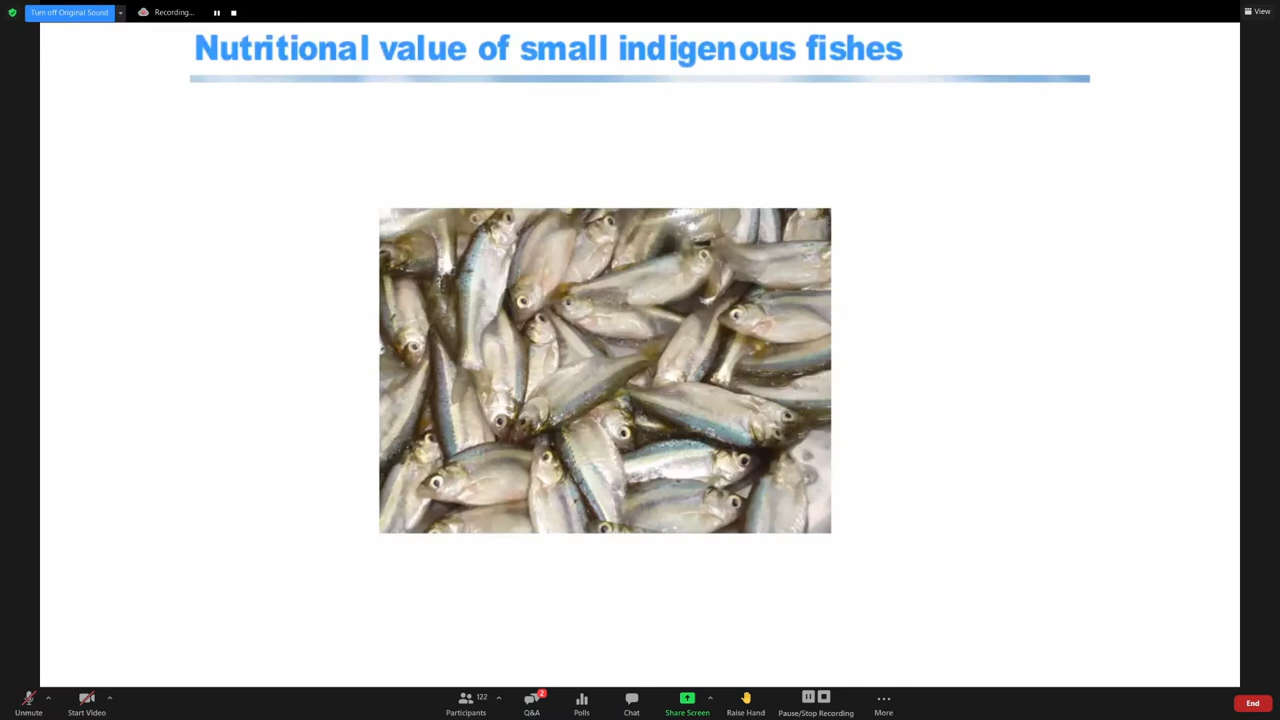 Turn off Original Sound
Recording...
View
Nutritional value of small indigenous fishes
Unmute
Start Video
Participants
122
Q&A
2
Polls
Chat
Share Screen
Raise Hand
Pause/Stop Recording
More
End